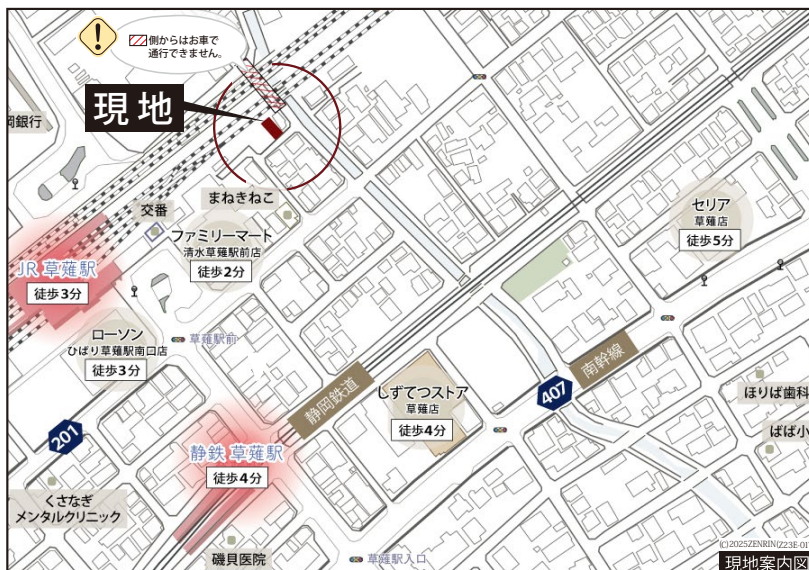 側からはお車で
通行できません。
現地
岡銀行
交番
まねきねこ
ファミリーマート
清水草薙駅前店
徒歩2分
セリア
草薙店
徒歩5分
JR 草薙駅
徒歩3分
ローソン
ひばり草薙駅南口店
徒歩3分
草薙駅前
静岡鉄道
しずてつストア
草薙店
徒歩4分
南幹線
407
ほりば歯科
ばば小
201
静鉄 草薙駅
徒歩4分
くさなぎ
メンタルクリニック
磯貝医院
草薙駅入口
(C)2025ZENRIN(Z23E-01
現地案内図